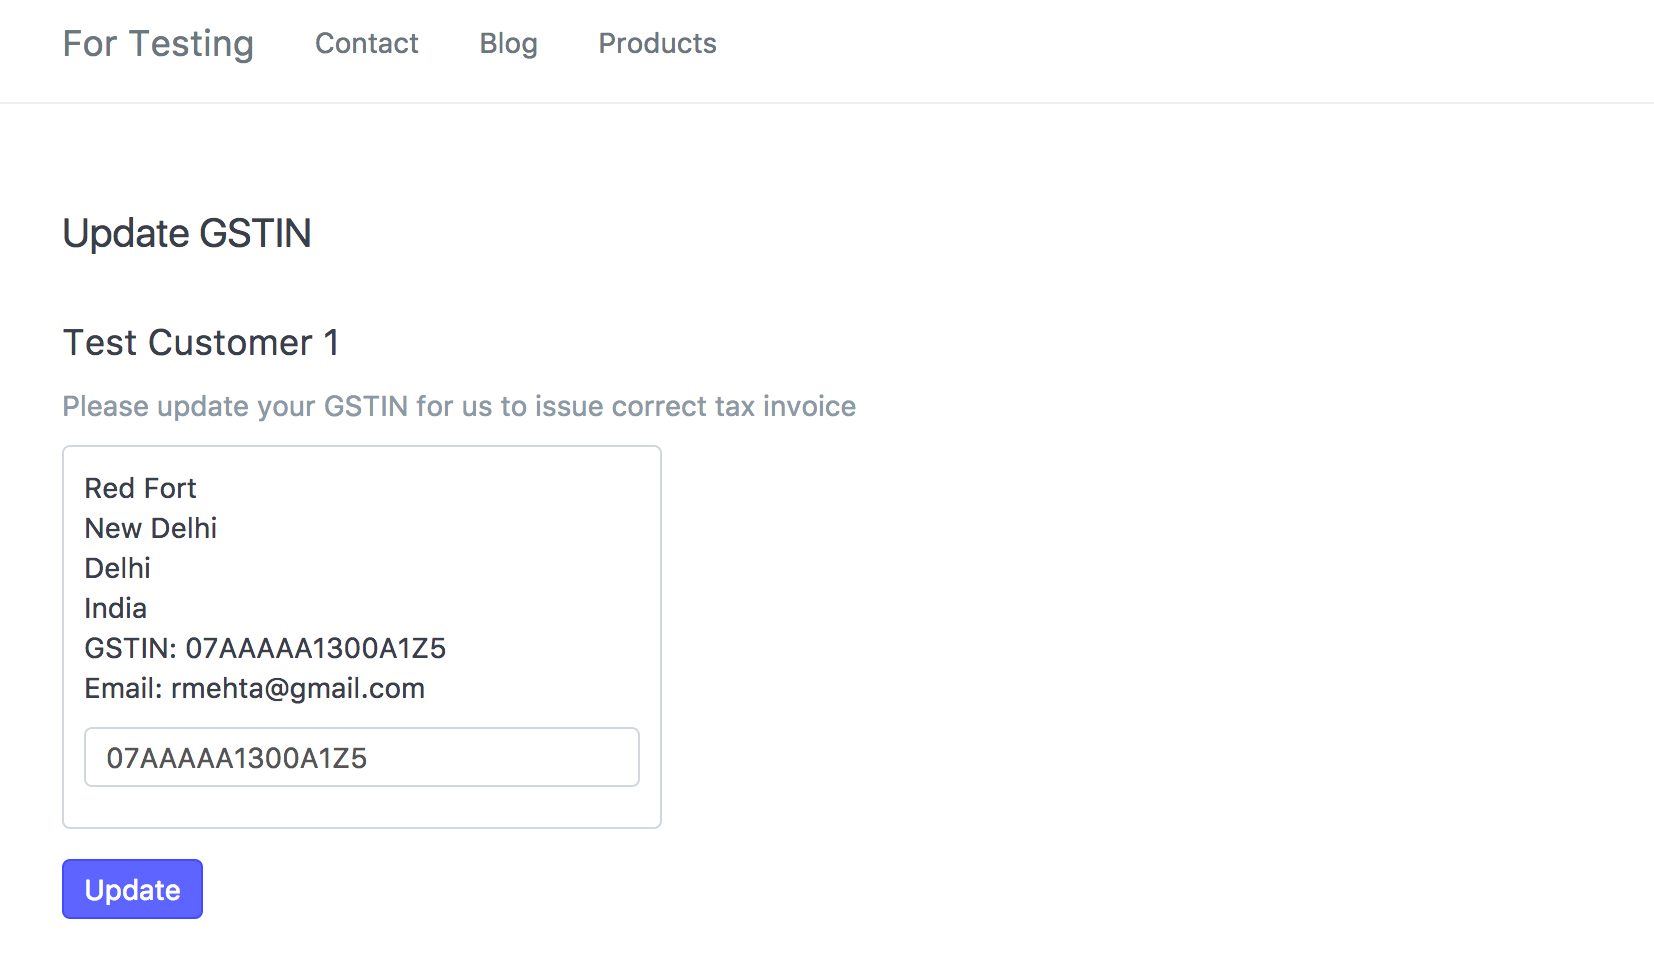 For Testing Contact Blog Products
Update GSTIN
Test Customer 1
Please update your GSTIN for us to issue correct tax invoice
Red Fort
New Delhi
Delhi
India
GSTIN: 07AAAAA1300A1Z5
Email: rmehta@gmail.com
07AAAAA1300A1Z5
Update